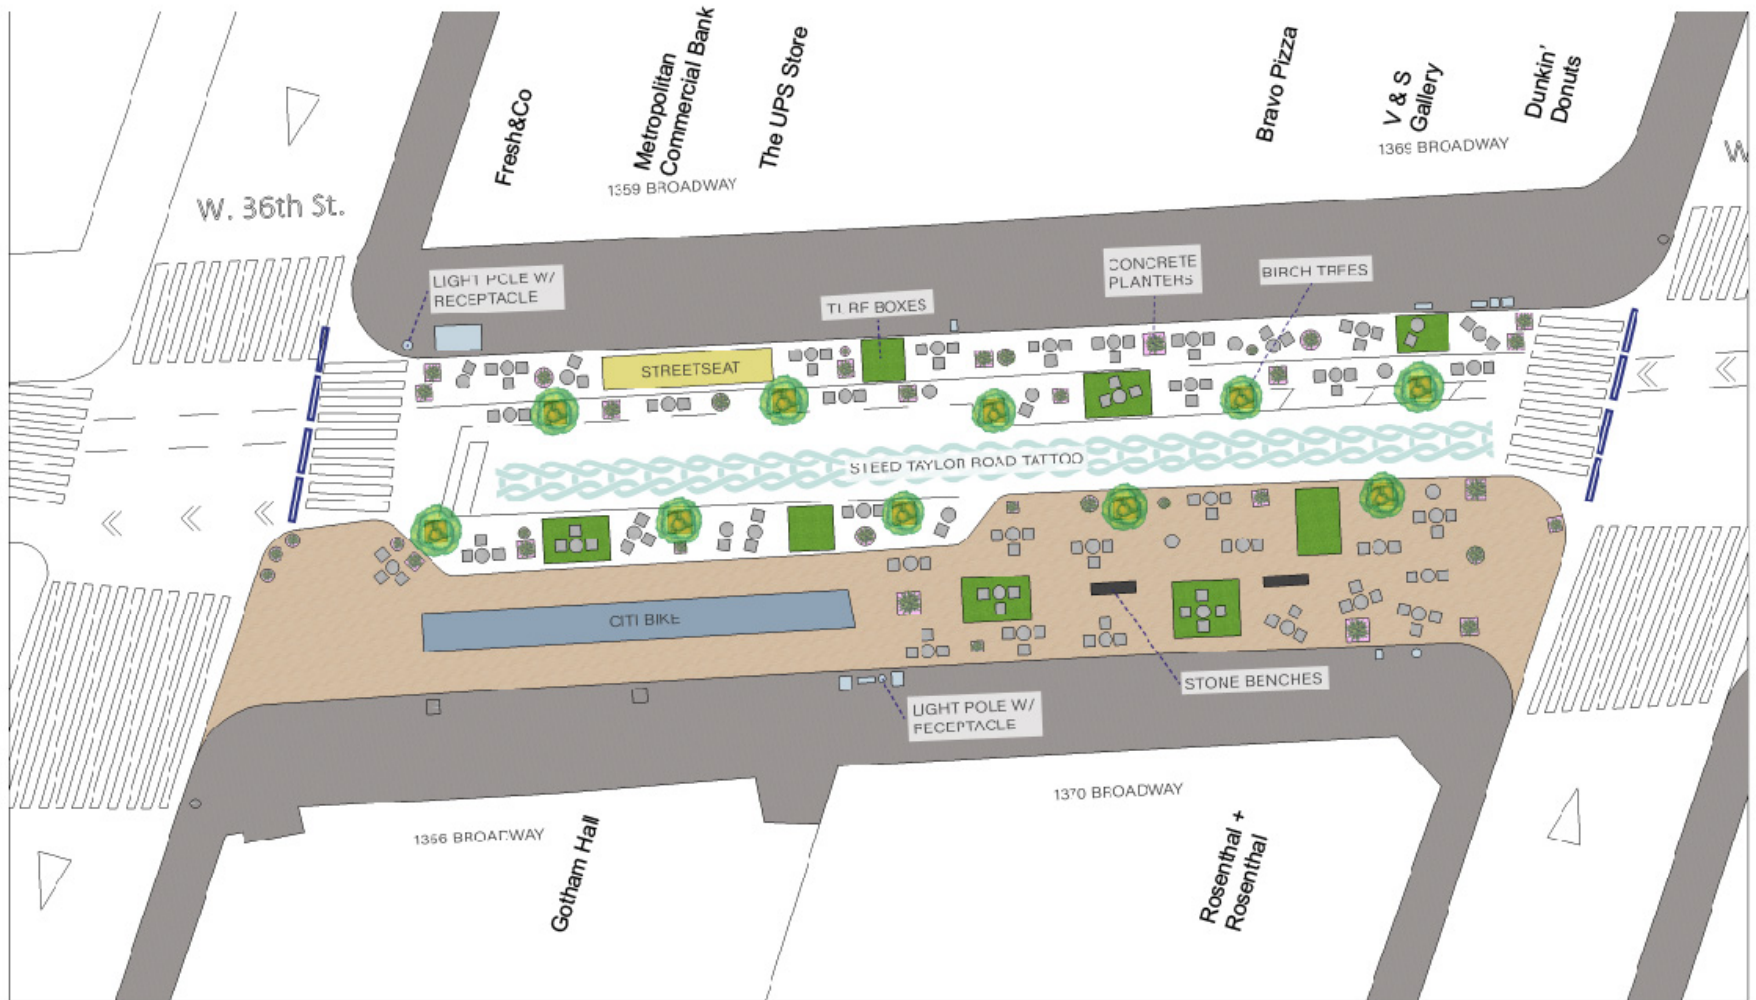 Fresh&Co
Metropolitan
Commercial Bank
The UPS Store
Bravo Pizza
V & S
Gallery
Dunkin'
Donuts
1359 BROADWAY
1369 BROADWAY
W
W. 36th St.
LIGHT POLE W/
RECEPTACLE
TURF BOXES
CONCRETE
PLANTERS
BIRCH TREES
STREETSEAT
STEED TAYLOR ROAD TATTOO
CITI BIKE
STONE BENCHES
LIGHT POLE W/
RECEPTACLE
1366 BROADWAY
1370 BROADWAY
Gotham Hall
Rosenthal +
Rosenthal